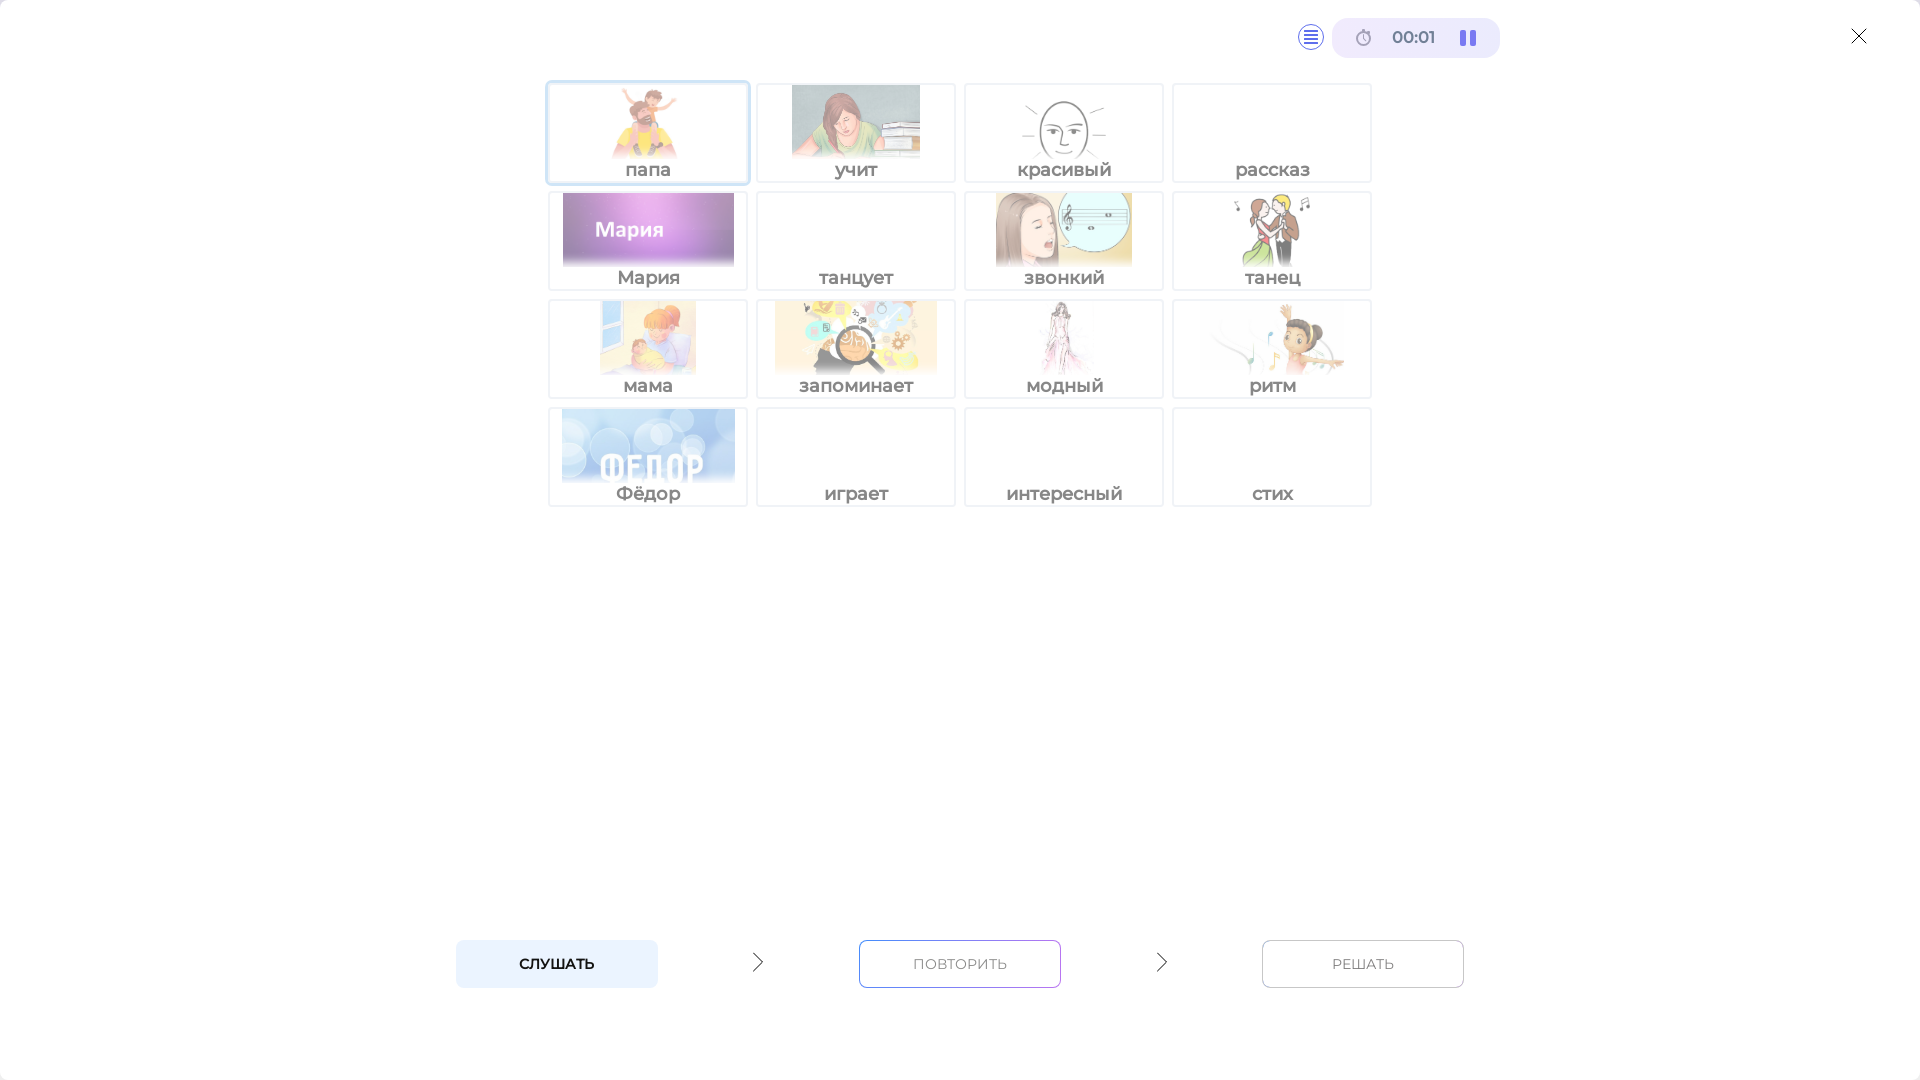 00:01
папа
учит
красивый
рассказ
Мария
Мария
танцует
звонкий
танец
мама
запоминает
модный
ритм
ФЕДОР
Фёдор
играет
интересный
стих
СЛУШАТЬ
ПОВТОРИТЬ
РЕШАТЬ